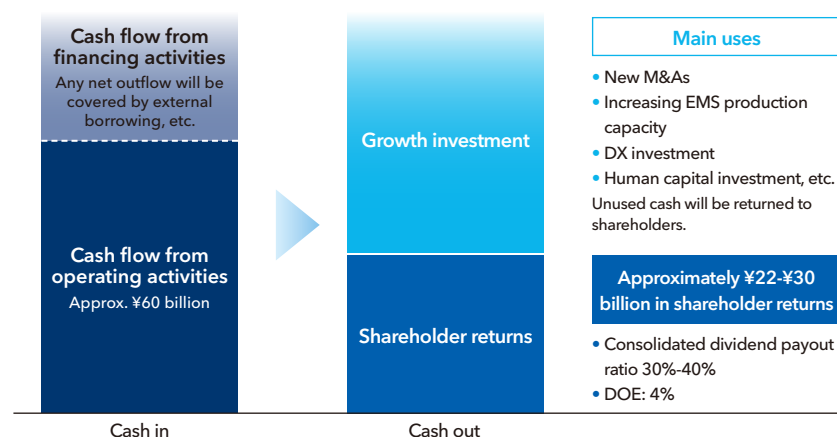 Cash flow from
financing activities
Any net outflow will be
covered by external
borrowing, etc.
Cash flow from
operating activities
Approx. ¥60 billion
Cash in
Growth investment
Shareholder returns
Cash out
Main uses
• New M&As
• Increasing EMS production
capacity
• DX investment
• Human capital investment, etc.
Unused cash will be returned to
shareholders.
Approximately ¥22-¥30
billion in shareholder returns
• Consolidated dividend payout
ratio 30%-40%
• DOE: 4%